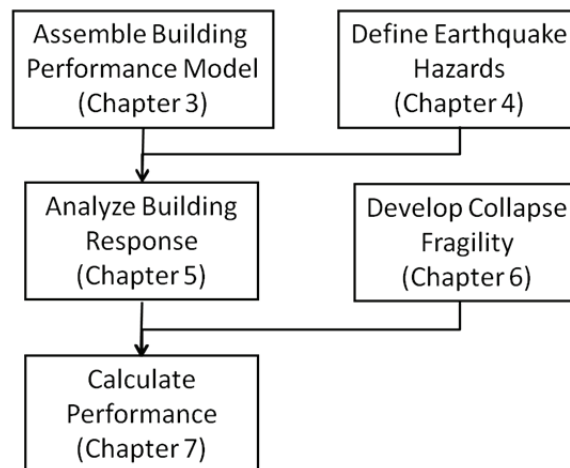 Assemble Building
Performance Model
(Chapter 3)
Define Earthquake
Hazards
(Chapter 4)
Analyze Building
Response
(Chapter 5)
Develop Collapse
Fragility
(Chapter 6)
Calculate
Performance
(Chapter 7)